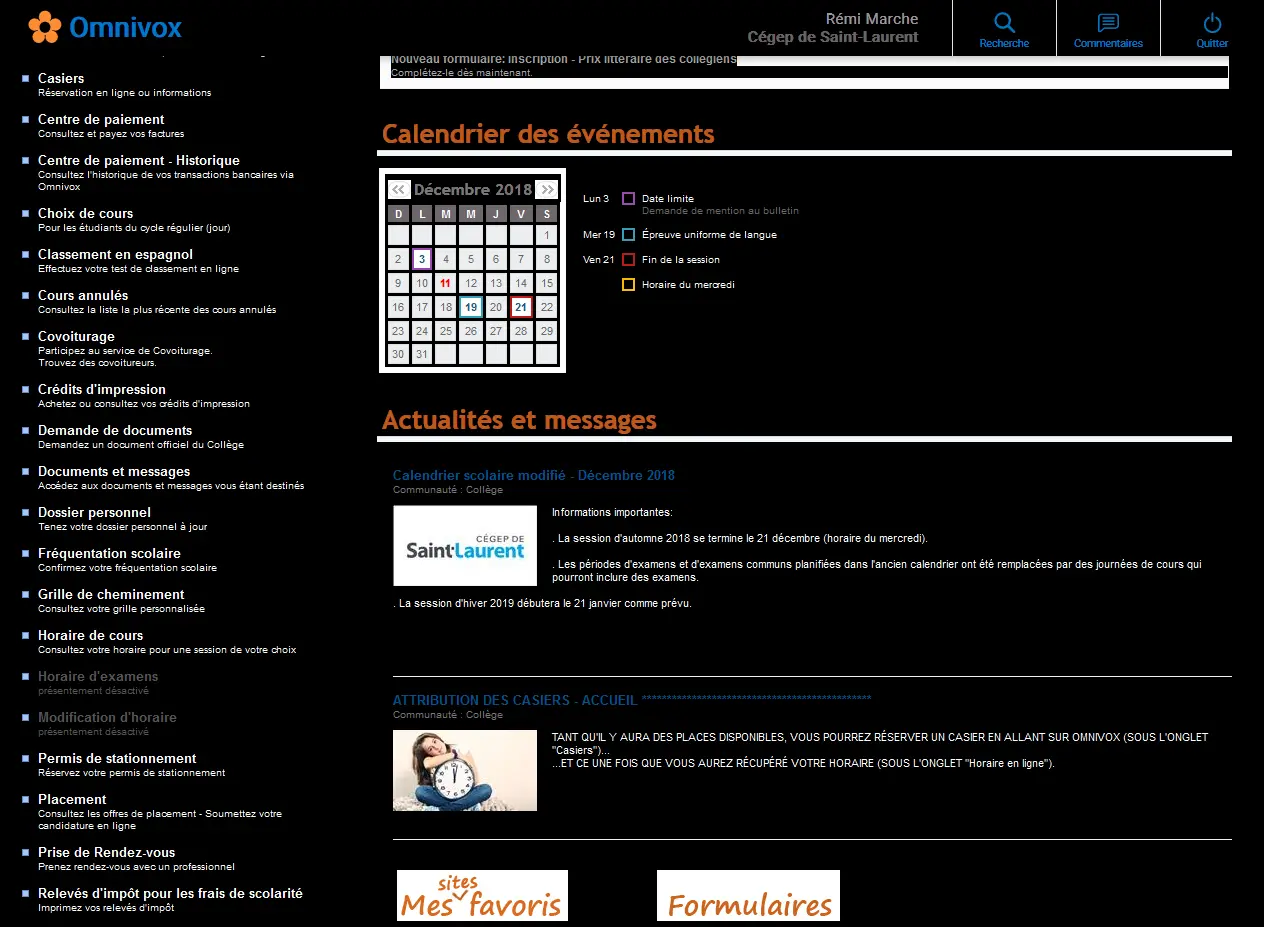 Omnivox
Rémi Marche
Cégep de Saint-Laurent
Recherche
Commentaires
Quitter
Casiers
Réservation en ligne ou informations
Centre de paiement
Consultez et payez vos factures
Centre de paiement - Historique
Consultez l'historique de vos transactions bancaires via
Omnivox
Choix de cours
Pour les étudiants du cycle régulier (jour)
Classement en espagnol
Effectuez votre test de classement en ligne
Cours annulés
Consultez la liste la plus récente des cours annulés
Covoiturage
Participez au service de Covoiturage.
Trouvez des covoitureurs.
Crédits d'impression
Achetez ou consultez vos crédits d'impression
Demande de documents
Demandez un document officiel du Collège
Documents et messages
Accédez aux documents et messages vous étant destinés
Dossier personnel
Tenez votre dossier personnel à jour
Fréquentation scolaire
Confirmez votre fréquentation scolaire
Grille de cheminement
Consultez votre grille personnalisée
Horaire de cours
Consultez votre horaire pour une session de votre choix
Horaire d'examens
présentement désactivé
Modification d'horaire
présentement désactivé
Permis de stationnement
Réservez votre permis de stationnement
Placement
Consultez les offres de placement - Soumettez votre
candidature en ligne
Prise de Rendez-vous
Prenez rendez-vous avec un professionnel
Relevés d'impôt pour les frais de scolarité
Imprimez vos relevés d'impôt
Nouveau formulaire: Inscription - Prix littéraire des collégiens
Complétez-le dès maintenant.
Calendrier des événements
<< Décembre 2018 >>
D L M M J V S
1
2 3 4 5 6 7 8
9 10 11 12 13 14 15
16 17 18 19 20 21 22
23 24 25 26 27 28 29
30 31
Lun 3 Date limite
Demande de mention au bulletin
Mer 19 Épreuve uniforme de langue
Ven 21 Fin de la session
Horaire du mercredi
Actualités et messages
Calendrier scolaire modifié - Décembre 2018
Communauté : Collège
CÉGEP DE
Saint-Laurent
Informations importantes:
. La session d'automne 2018 se termine le 21 décembre (horaire du mercredi).
. Les périodes d'examens et d'examens communs planifiées dans l'ancien calendrier ont été remplacées par des journées de cours qui
pourront inclure des examens.
. La session d'hiver 2019 débutera le 21 janvier comme prévu.
ATTRIBUTION DES CASIERS - ACCUEIL **********************************************
Communauté : Collège
TANT QU'IL Y AURA DES PLACES DISPONIBLES, VOUS POURREZ RÉSERVER UN CASIER EN ALLANT SUR OMNIVOX (SOUS L'ONGLET
"Casiers")...
...ET CE UNE FOIS QUE VOUS AUREZ RÉCUPÉRÉ VOTRE HORAIRE (SOUS L'ONGLET "Horaire en ligne").
Mes sites favoris
Formulaires